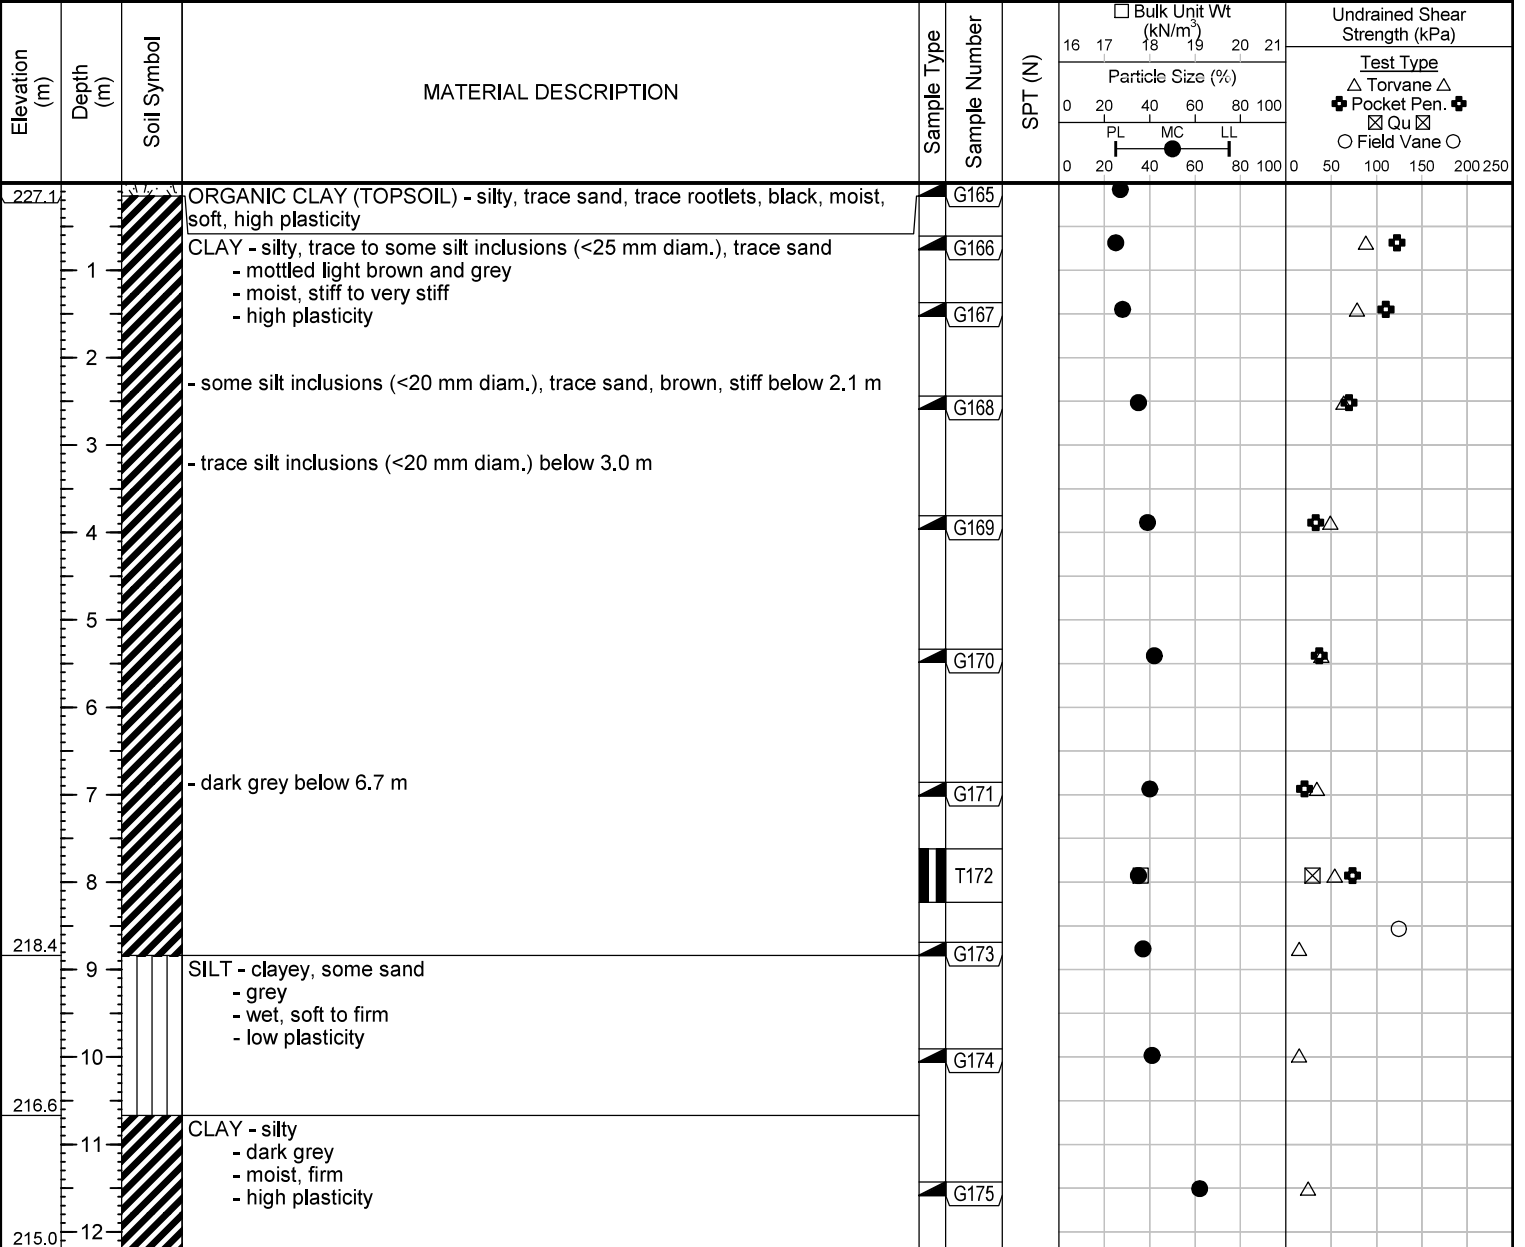 Elevation (m)
Depth (m)
Soil Symbol
MATERIAL DESCRIPTION
Sample Type
Sample Number
SPT (N)
Bulk Unit Wt
(kN/m³)
16 17 18 19 20 21
Particle Size (%)
0 20 40 60 80 100
PL MC LL
0 20 40 60 80 100
Undrained Shear
Strength (kPa)
Test Type
△ Torvane △
Pocket Pen.
Qu
○ Field Vane ○
0 50 100 150 200 250
227.1
ORGANIC CLAY (TOPSOIL) - silty, trace sand, trace rootlets, black, moist,
soft, high plasticity
G165
CLAY - silty, trace to some silt inclusions (<25 mm diam.), trace sand
G166
- mottled light brown and grey
1
- moist, stiff to very stiff
- high plasticity
G167
2
- some silt inclusions (<20 mm diam.), trace sand, brown, stiff below 2.1 m
G168
3
- trace silt inclusions (<20 mm diam.) below 3.0 m
4
G169
5
G170
6
- dark grey below 6.7 m
7
G171
8
T172
218.4
G173
9
SILT - clayey, some sand
- grey
- wet, soft to firm
- low plasticity
10
G174
216.6
CLAY - silty
11
- dark grey
- moist, firm
- high plasticity
G175
215.0
12